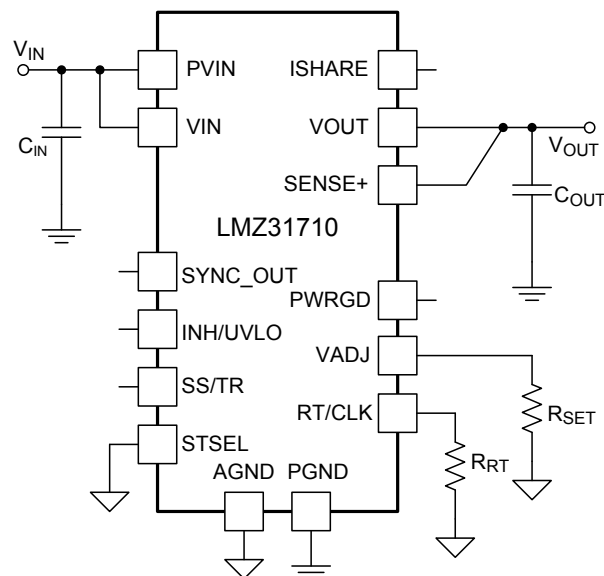 V_IN
PVIN
ISHARE
VIN
VOUT
C_IN
V_OUT
SENSE+
C_OUT
LMZ31710
SYNC_OUT
PWRGD
INH/UVLO
VADJ
SS/TR
RT/CLK
R_SET
STSEL
AGND
PGND
R_RT